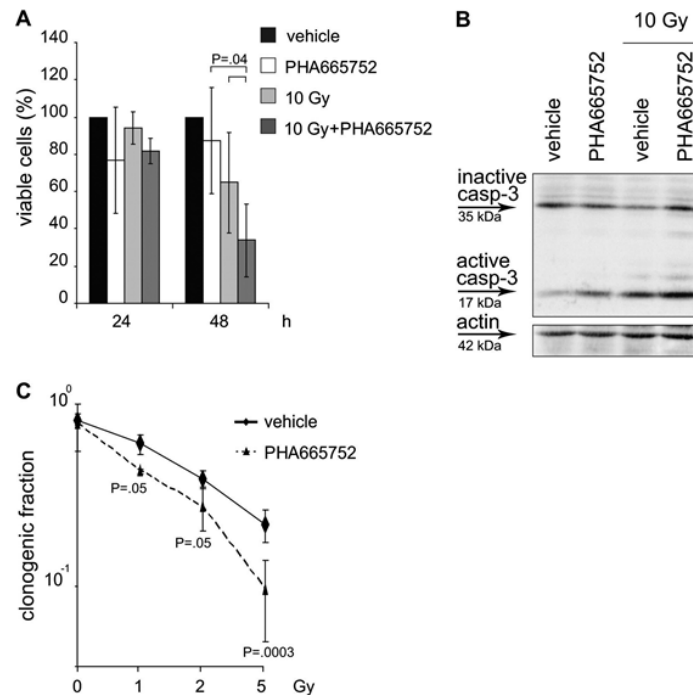 A
vehicle
PHA665752
10 Gy
10 Gy+PHA665752
P=.04
viable cells (%)
140
120
100
80
60
40
20
0
24
48
h
B
10 Gy
vehicle
PHA665752
vehicle
PHA665752
inactive
casp-3
35 kDa
active
casp-3
17 kDa
actin
42 kDa
C
vehicle
PHA665752
clonogenic fraction
10^0
10^-1
P=.05
P=.05
P=.0003
0
1
2
5
Gy